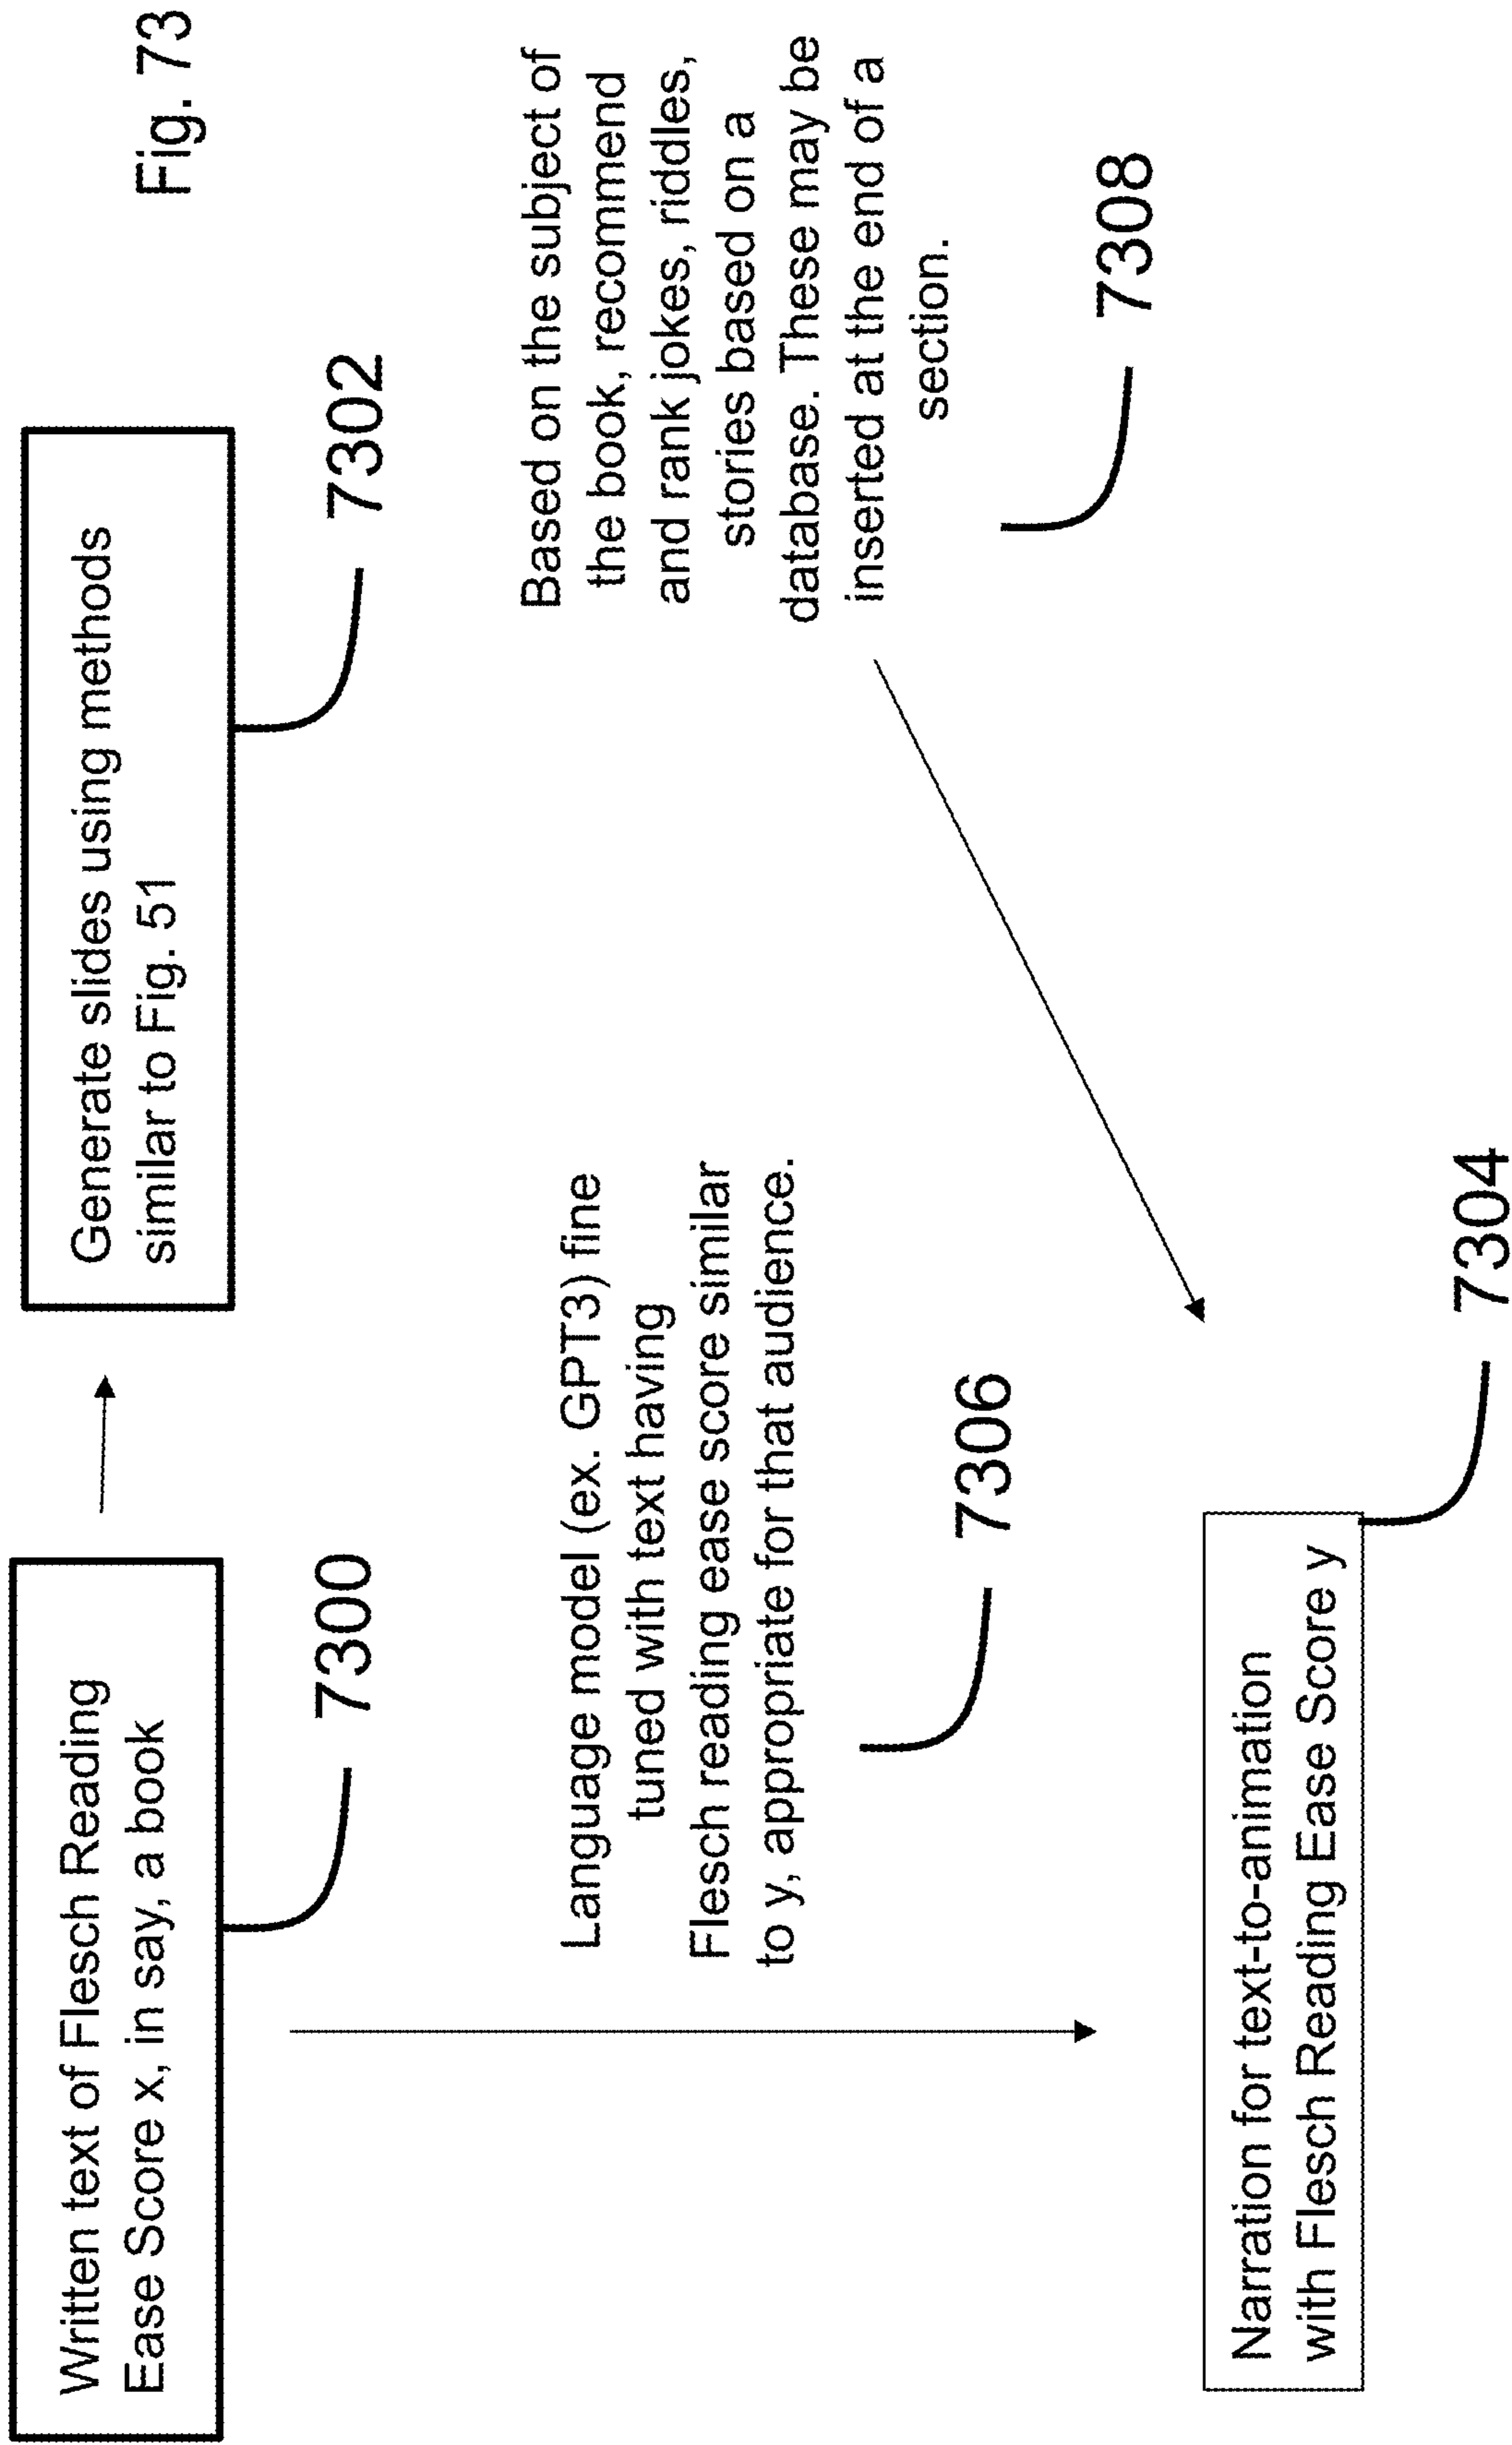 Fig. 73
Written text of Flesch Reading
Ease Score x, in say, a book
7300
Generate slides using methods
similar to Fig. 51
7302
Language model (ex. GPT3) fine
tuned with text having
Flesch reading ease score similar
to y, appropriate for that audience.
7306
Based on the subject of
the book, recommend
and rank jokes, riddles,
stories based on a
database. These may be
inserted at the end of a
section.
7308
Narration for text-to-animation
with Flesch Reading Ease Score y
7304